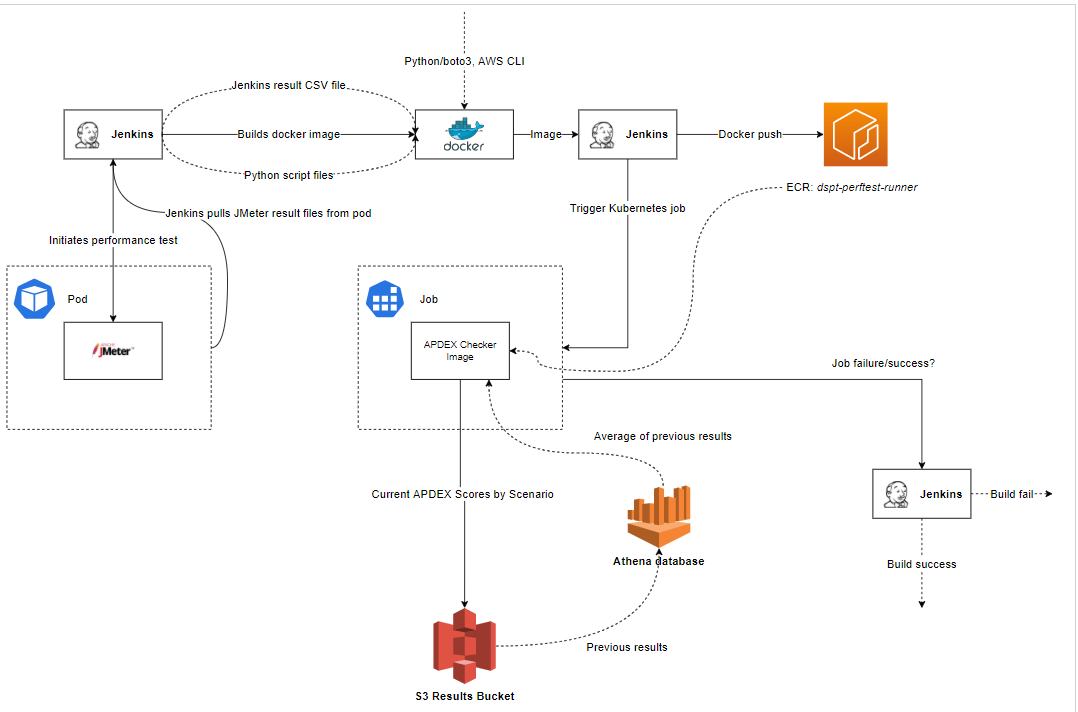 Python/boto3, AWS CLI
Jenkins result CSV file
Jenkins
Builds docker image
docker
Image
Jenkins
Docker push
Python script files
ECR: dspt-perftest-runner
Jenkins pulls JMeter result files from pod
Trigger Kubernetes job
Initiates performance test
Pod
Job
APACHE
JMeter™
APDEX Checker
Image
Job failure/success?
Average of previous results
Current APDEX Scores by Scenario
Jenkins
Build fail
Athena database
Build success
Previous results
S3 Results Bucket